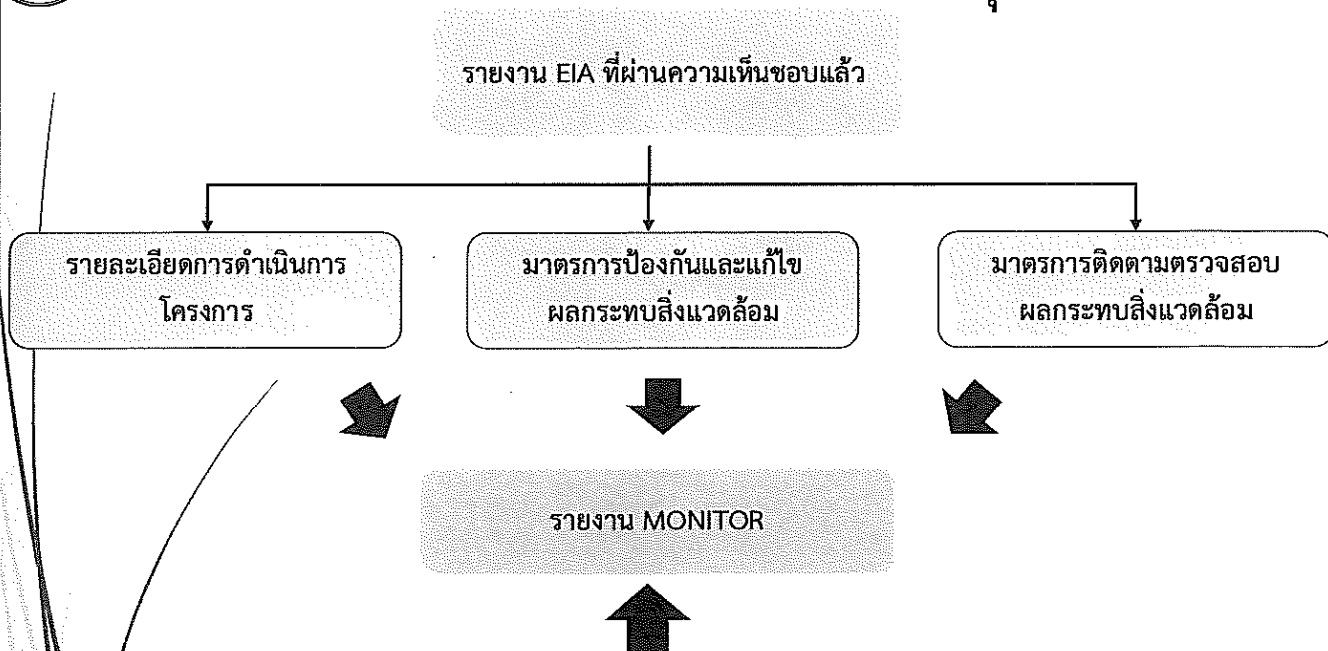 รายงาน EIA ที่ผ่านความเห็นชอบแล้ว
รายละเอียดการดำเนินการ
โครงการ
มาตรการป้องกันและแก้ไข
ผลกระทบสิ่งแวดล้อม
มาตรการติดตามตรวจสอบ
ผลกระทบสิ่งแวดล้อม
รายงาน MONITOR